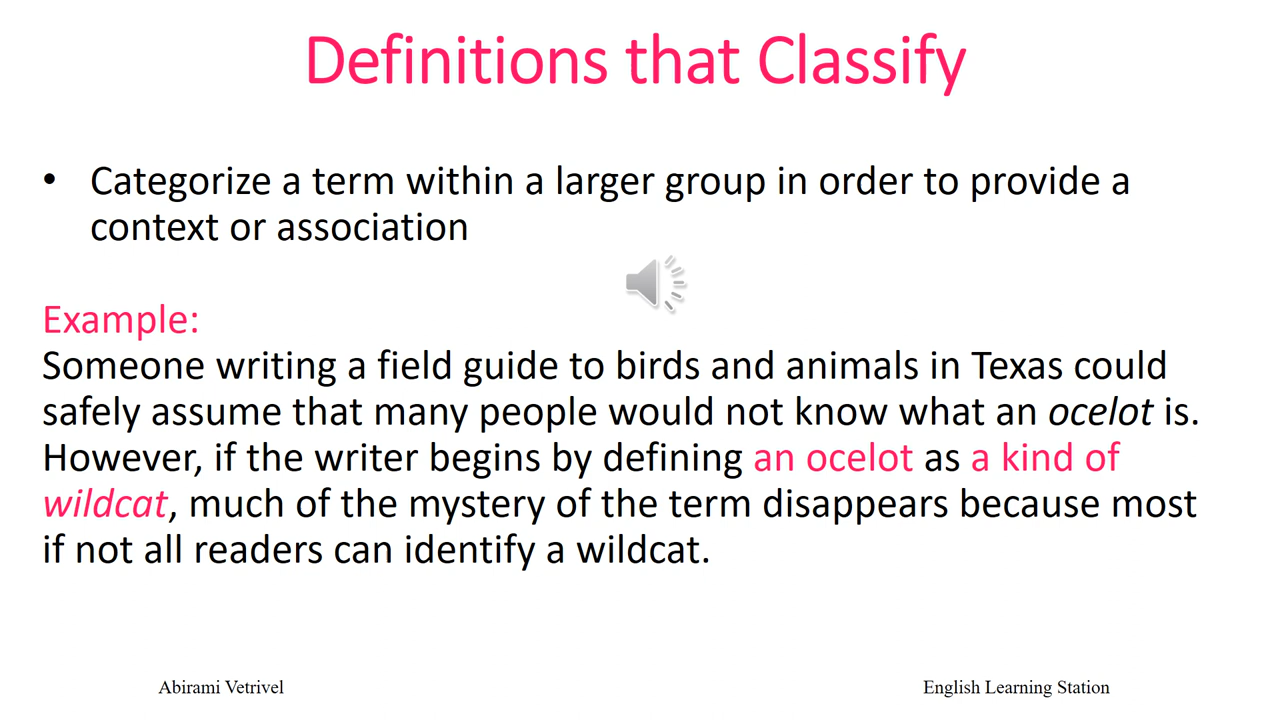 Definitions that Classify
• Categorize a term within a larger group in order to provide a
context or association
Example:
Someone writing a field guide to birds and animals in Texas could
safely assume that many people would not know what an ocelot is.
However, if the writer begins by defining an ocelot as a kind of
wildcat, much of the mystery of the term disappears because most
if not all readers can identify a wildcat.
Abirami Vetrivel
English Learning Station